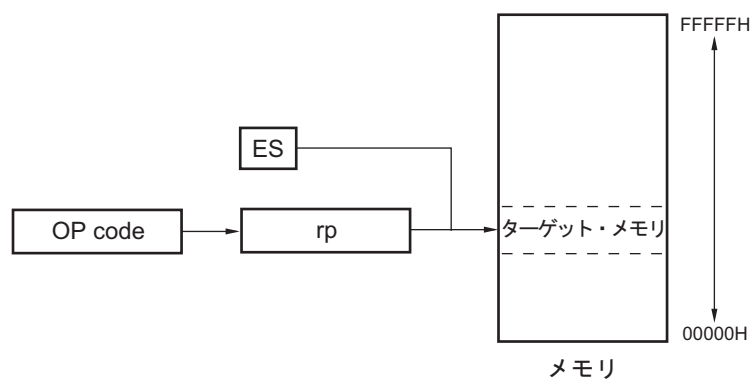 FFFFFH
ES
OP code
rp
ターゲット・メモリ
00000H
メモリ